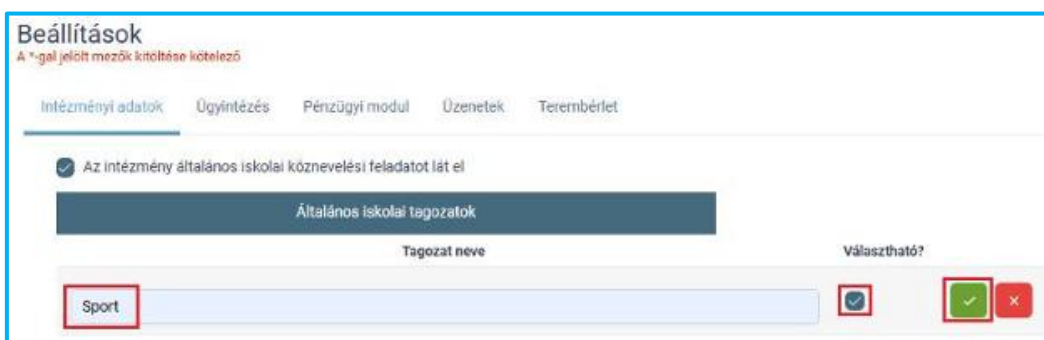 Beállítások
A *-gal jelölt mezők kitöltése kötelező
Intézményi adatok Ügyintézés Pénzügyi modul Üzenetek Terembérlet
Az intézmény általános iskolai köznevelési feladatot lát el
Általános iskolai tagozatok
Tagozat neve Választható?
Sport